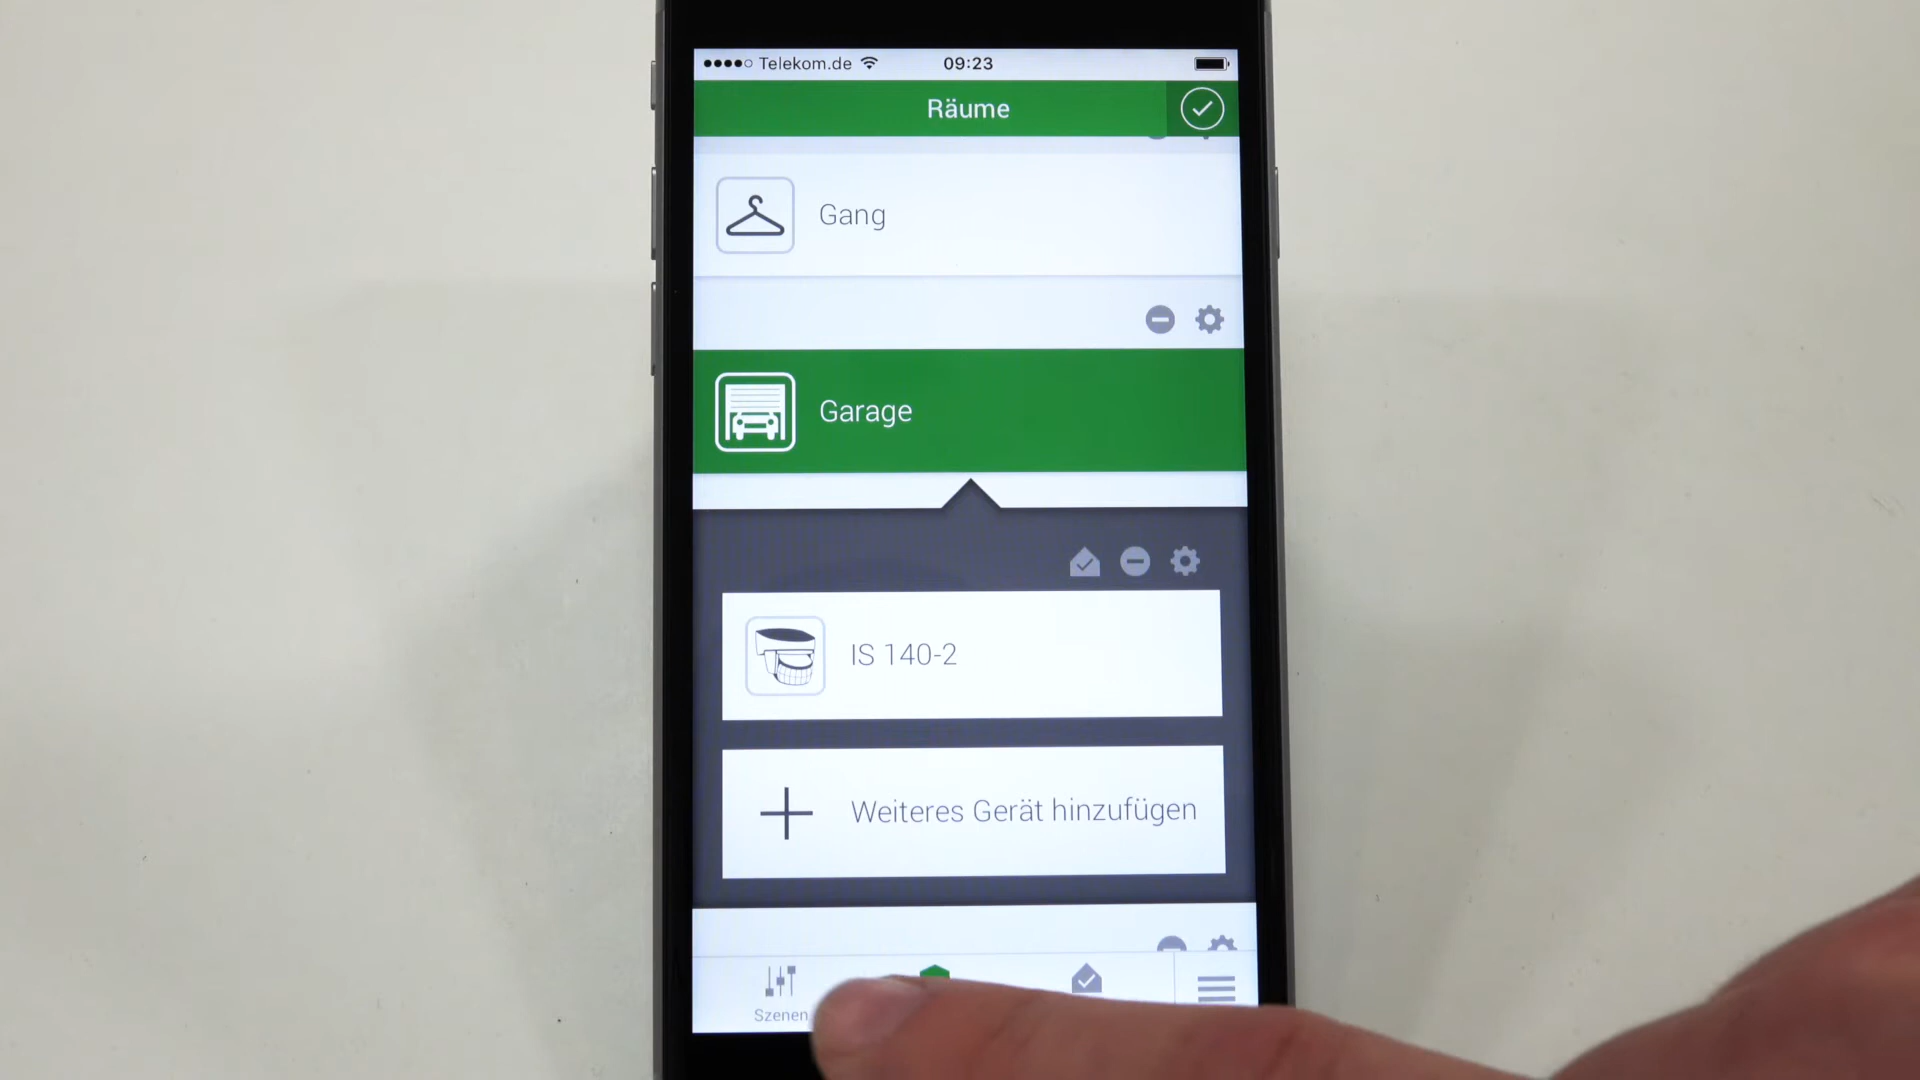 Telekom.de 09:23
Räume
Gang
Garage
IS 140-2
Weiteres Gerät hinzufügen
Szenen